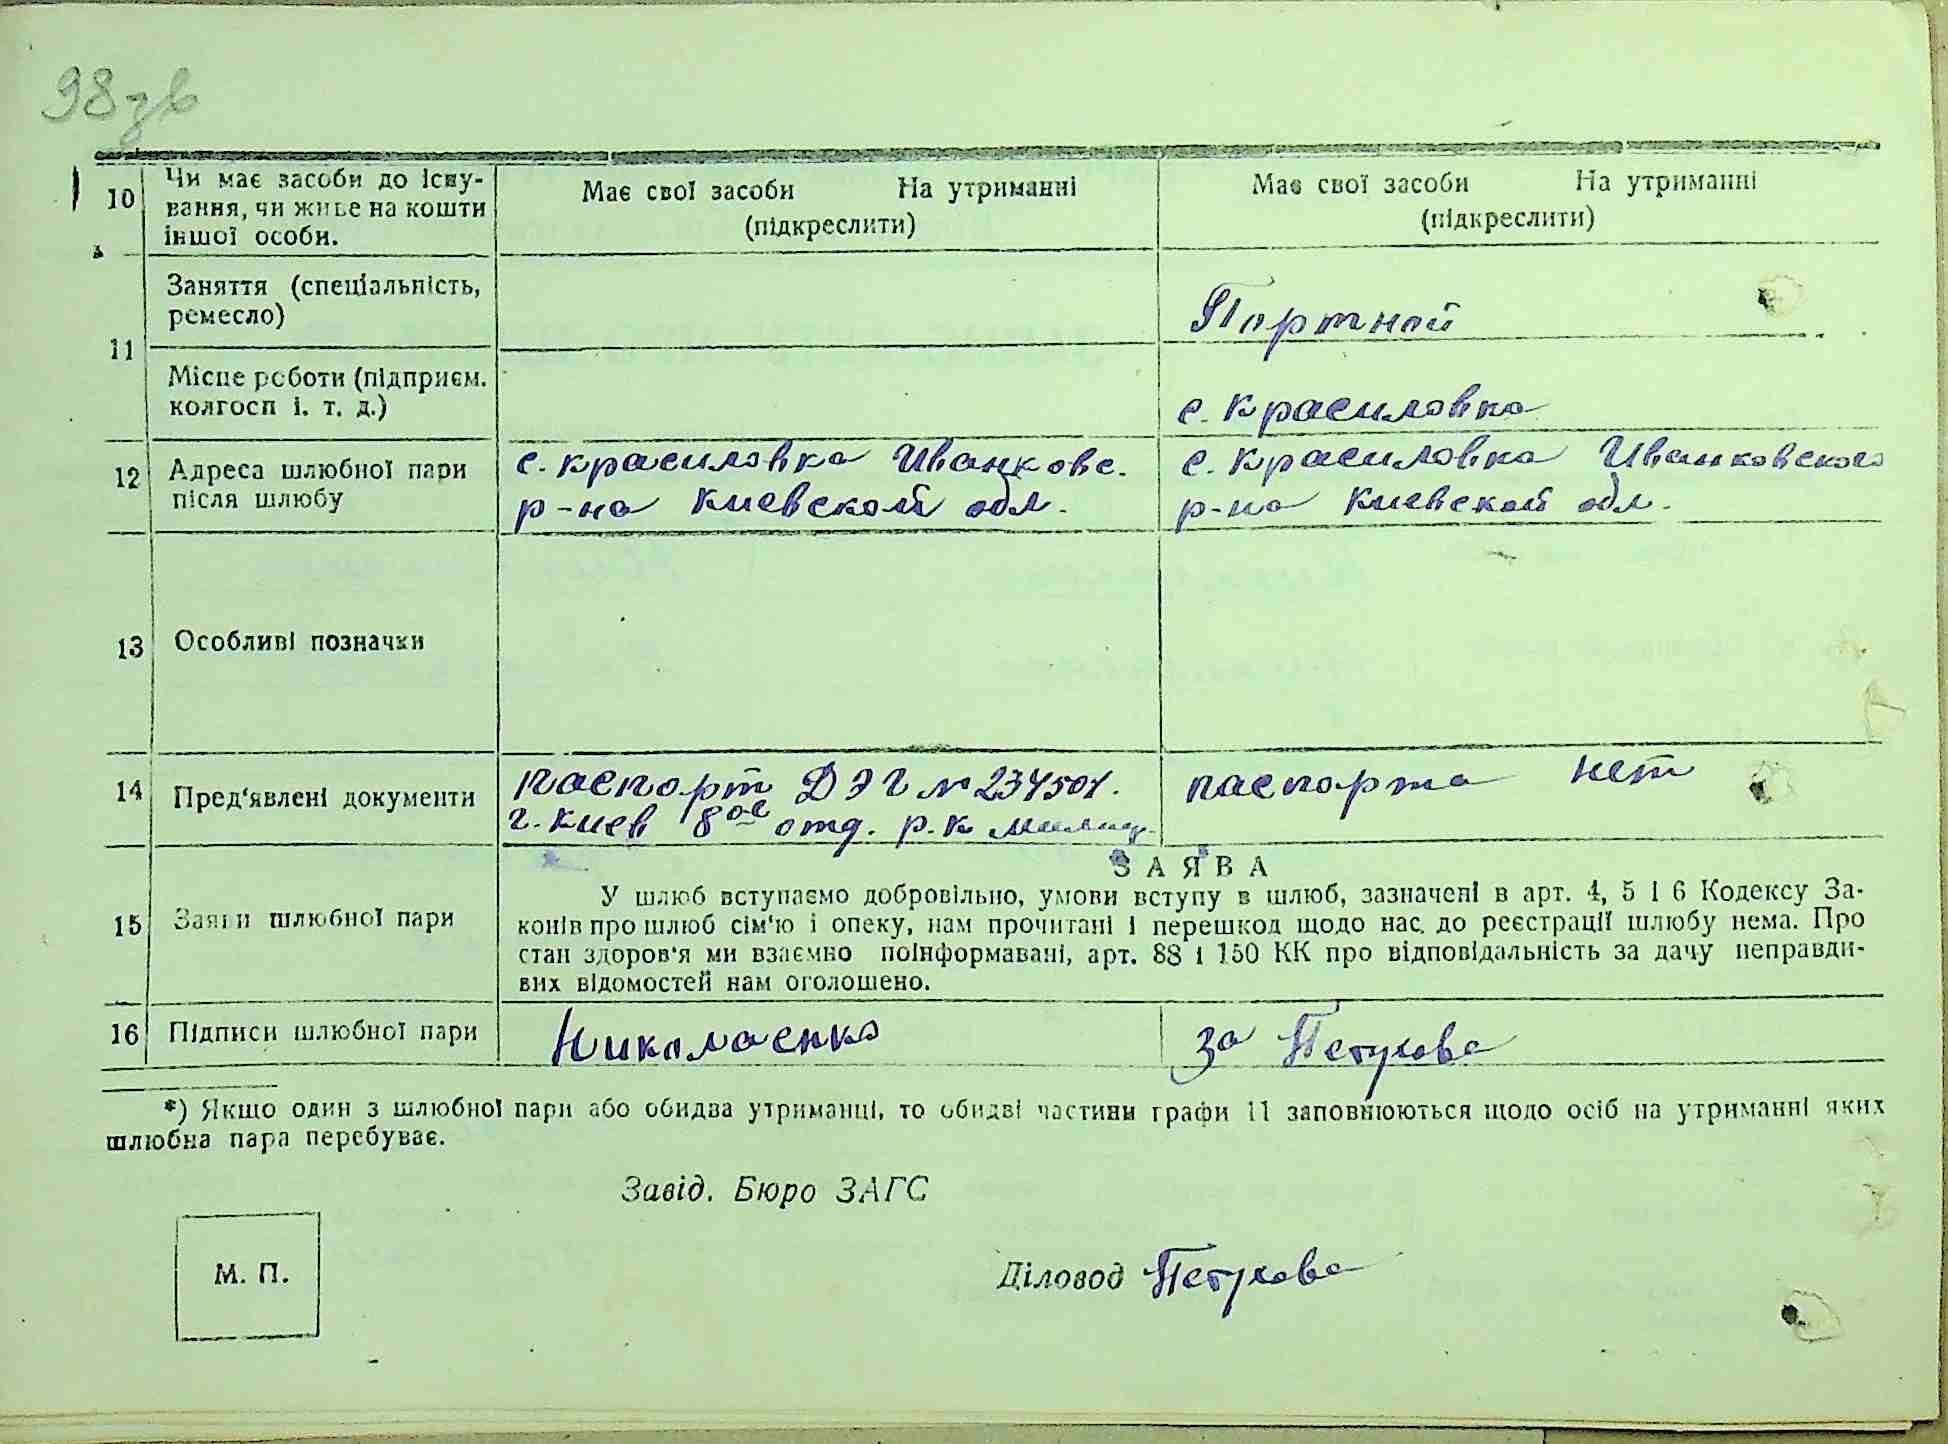 98зв
10 Чи має засоби до існу-
вання, чи живе на кошти
іншої особи.
Має свої засоби На утриманні
(підкреслити)
Має свої засоби На утриманні
(підкреслити)
11
Заняття (спеціальність,
ремесло)
Портной
Місце роботи (підприєм.
колгосп і. т. д.)
с. Красиловка
12 Адреса шлюбної пари
після шлюбу
с. Красиловка Иванковс.
р-на Киевской обл.
с. Красиловка Иванковского
р-на Киевской обл.
13 Особливі позначки
14 Пред'явлені документи
паспорт № 234504.
г. Киев 8ое отд. р.к милиц.
паспорта нет
15 Заяви шлюбної пари
ЗАЯВА
У шлюб вступаємо добровільно, умови вступу в шлюб, зазначені в арт. 4, 5 і 6 Кодексу За-
конів про шлюб сім'ю і опеку, нам прочитані і перешкод щодо нас, до реєстрації шлюбу нема. Про
стан здоров'я ми взаємно поінформавані, арт. 88 і 150 КК про відповідальність за дачу неправди-
вих відомостей нам оголошено.
16 Підписи шлюбної пари
Николаенко
за Петухова
*) Якщо один з шлюбної пари або обидва утриманці, то обидві частини графи 11 заповнюються щодо осіб на утриманні яких
шлюбна пара перебуває.
Завід. Бюро ЗАГС
М. П.
Діловод Петухова